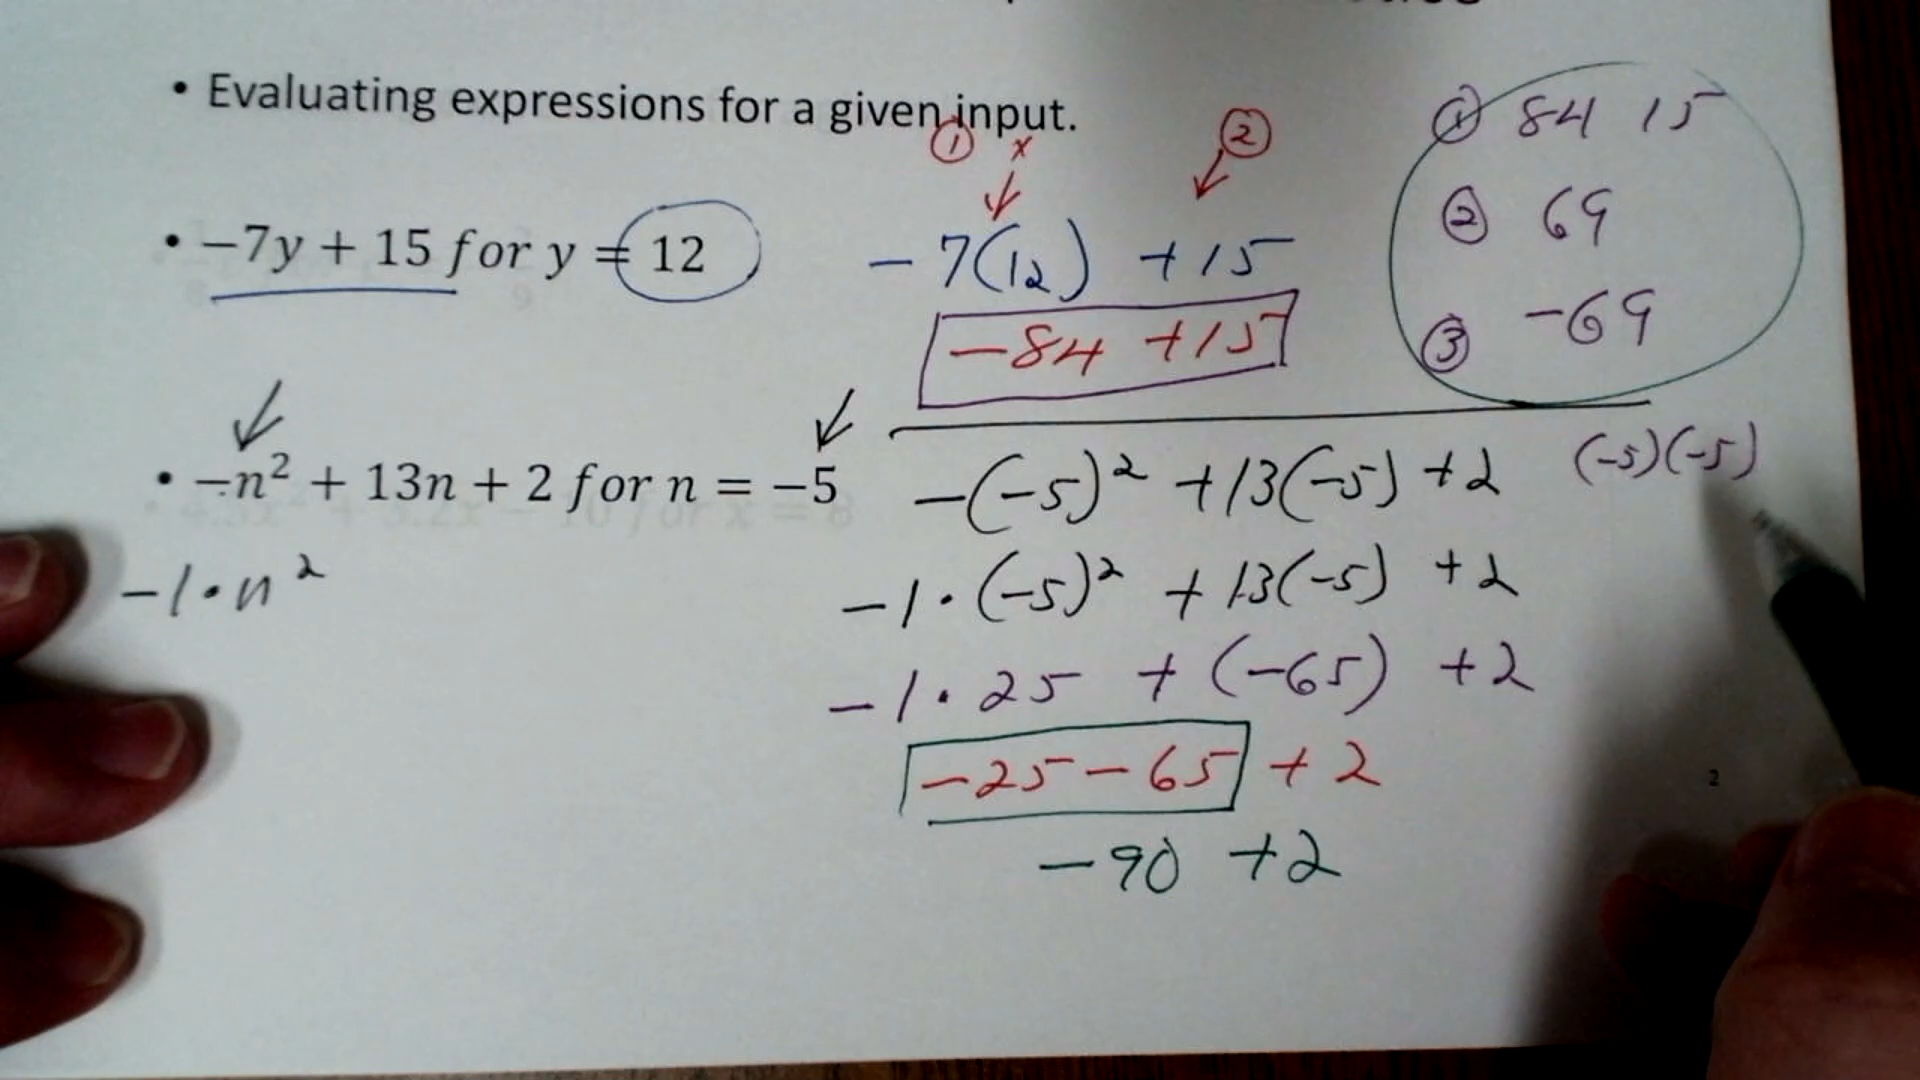 • Evaluating expressions for a given input.
① x ②
• −7y + 15 for y = 12
−7(12) +15
−84 +15
① 84 15
② 69
③ −69
• −n² + 13n + 2 for n = −5
−1·n²
−(−5)² +13(−5) +2
(−5)(−5)
−1·(−5)² +13(−5) +2
−1·25 +(−65) +2
−25−65 +2
−90 +2
2